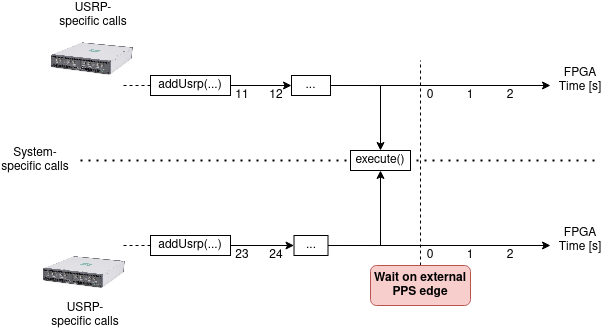 USRP-
specific calls
addUsrp(...)
11
12
...
0
1
2
FPGA
Time [s]
System-
specific calls
execute()
addUsrp(...)
23
24
...
0
1
2
FPGA
Time [s]
Wait on external
PPS edge
USRP-
specific calls